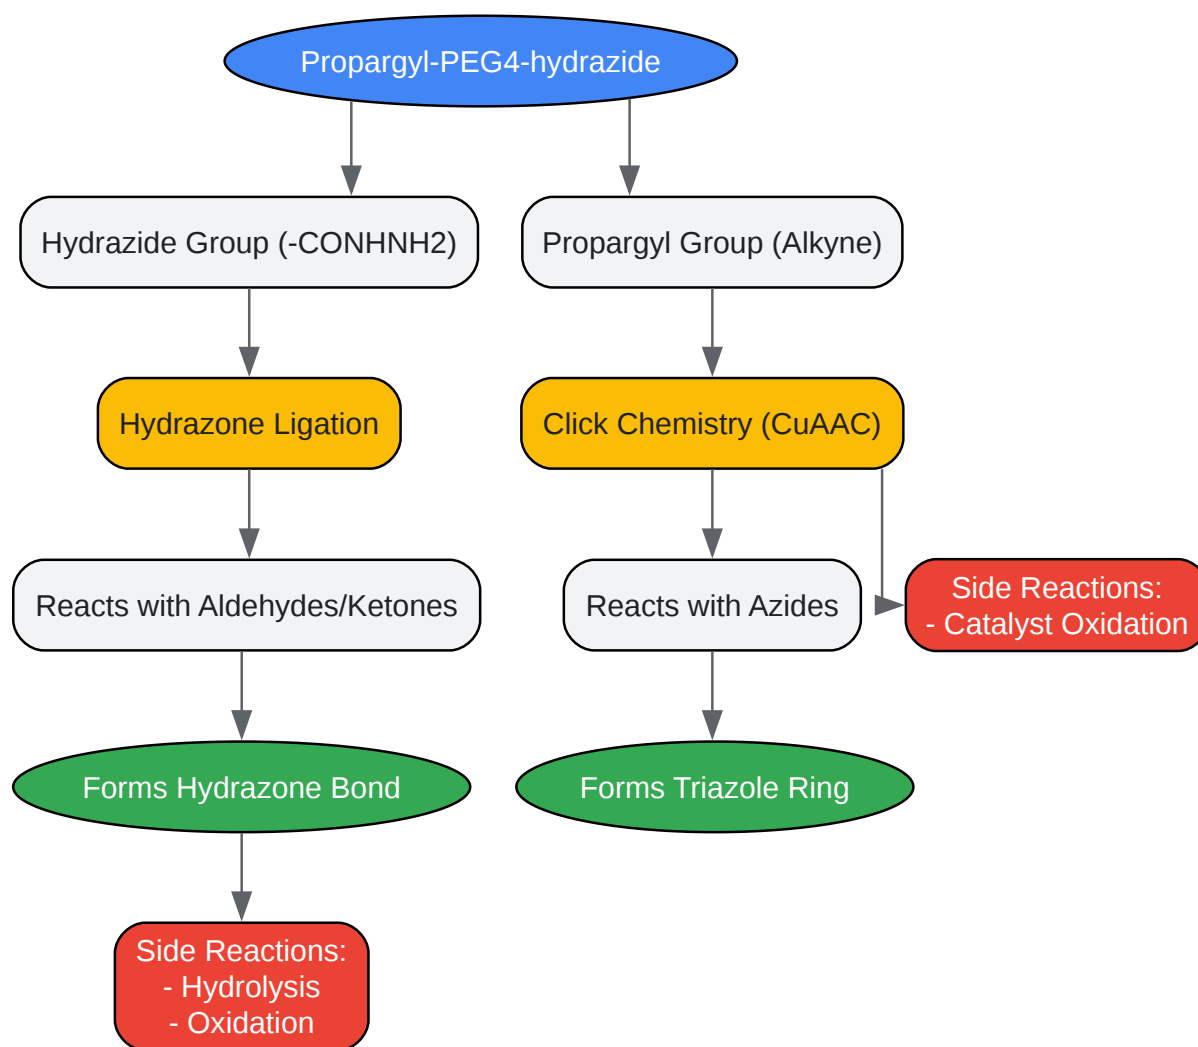 Propargyl-PEG4-hydrazide
Hydrazide Group (-CONHNH2)
Propargyl Group (Alkyne)
Hydrazone Ligation
Click Chemistry (CuAAC)
Reacts with Aldehydes/Ketones
Reacts with Azides
Side Reactions:
- Catalyst Oxidation
Forms Hydrazone Bond
Forms Triazole Ring
Side Reactions:
- Hydrolysis
- Oxidation